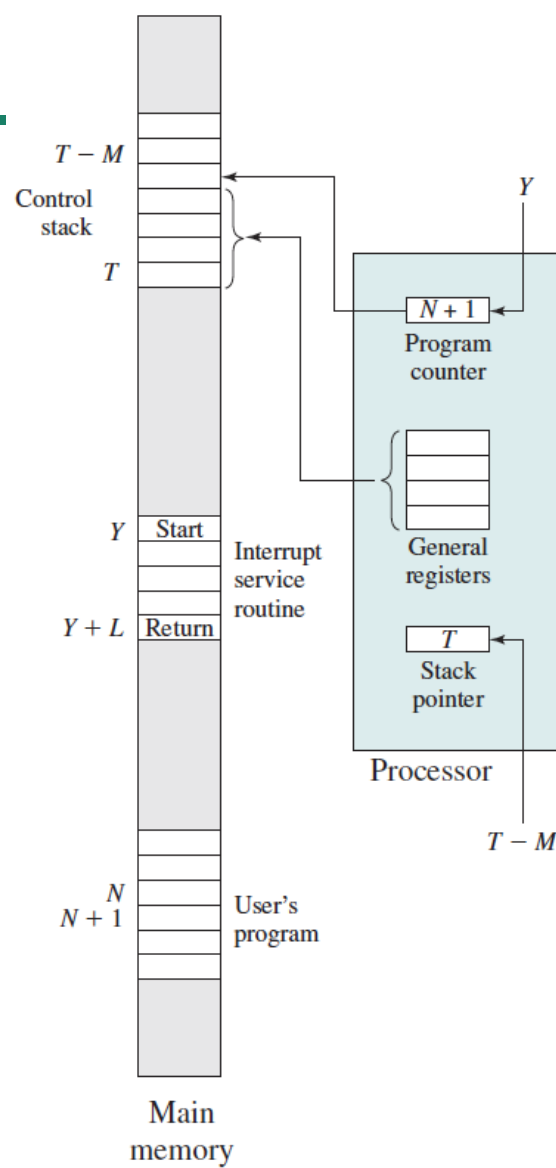 T − M
Control
stack
T
Y
N + 1
Program
counter
Y
Start
Interrupt
service
routine
General
registers
Y + L
Return
T
Stack
pointer
Processor
T − M
N
N + 1
User's
program
Main
memory